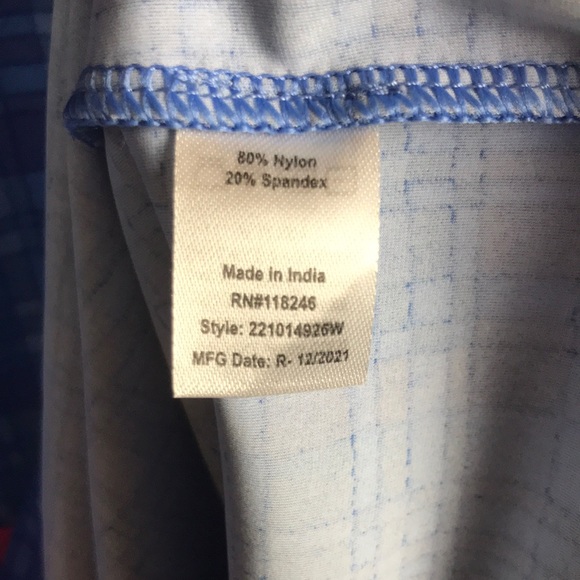 80% Nylon
20% Spandex
Made in India
RN#118246
Style: 221014926W
MFG Date: R- 12/2021